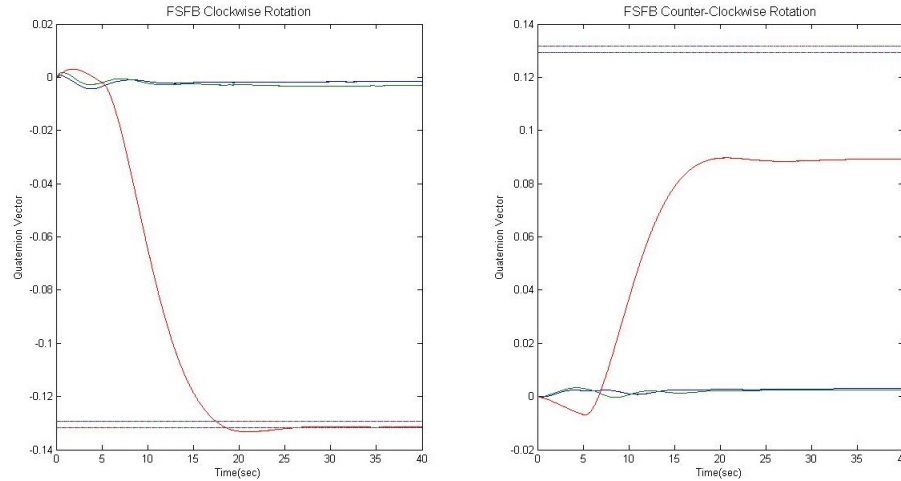 FSFB Clockwise Rotation
0.02
0
-0.02
-0.04
-0.06
-0.08
-0.1
-0.12
-0.14
Quaternion Vector
0 5 10 15 20 25 30 35 40
Time(sec)
FSFB Counter-Clockwise Rotation
0.14
0.12
0.1
0.08
0.06
0.04
0.02
0
-0.02
Quaternion Vector
0 5 10 15 20 25 30 35 40
Time(sec)